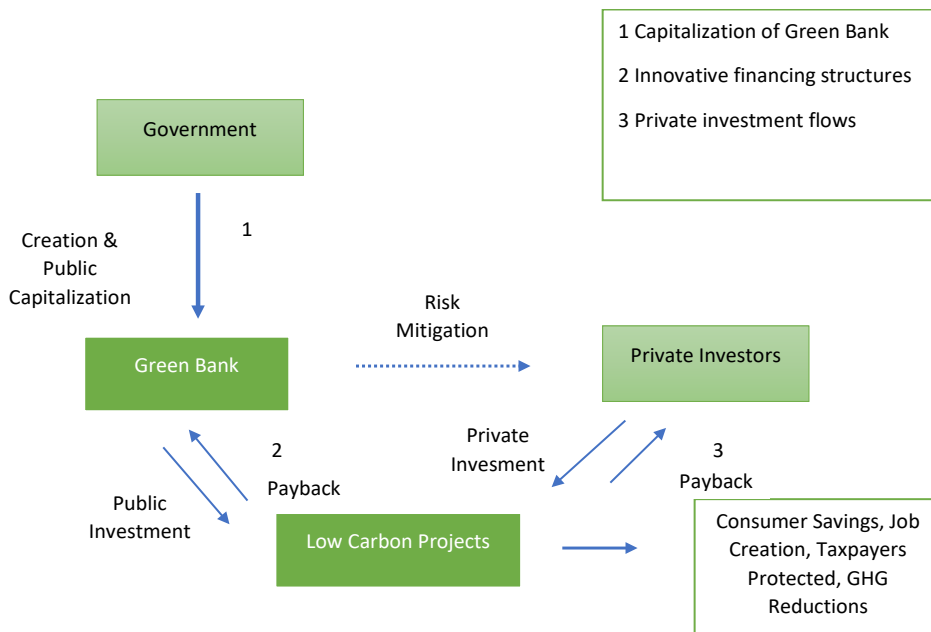 1 Capitalization of Green Bank
2 Innovative financing structures
3 Private investment flows
Government
1
Creation &
Public
Capitalization
Risk
Mitigation
Green Bank
Private Investors
2
Payback
Public
Investment
Private
Invesment
3
Payback
Low Carbon Projects
Consumer Savings, Job
Creation, Taxpayers
Protected, GHG
Reductions